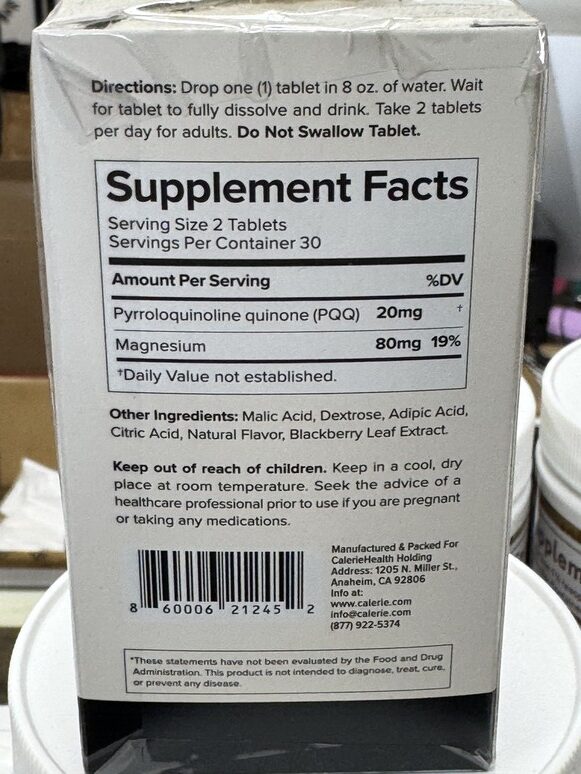 Directions: Drop one (1) tablet in 8 oz. of water. Wait
for tablet to fully dissolve and drink. Take 2 tablets
per day for adults. Do Not Swallow Tablet.
Supplement Facts
Serving Size 2 Tablets
Servings Per Container 30
Amount Per Serving %DV
Pyrroloquinoline quinone (PQQ) 20mg †
Magnesium 80mg 19%
†Daily Value not established.
Other Ingredients: Malic Acid, Dextrose, Adipic Acid,
Citric Acid, Natural Flavor, Blackberry Leaf Extract.
Keep out of reach of children. Keep in a cool, dry
place at room temperature. Seek the advice of a
healthcare professional prior to use if you are pregnant
or taking any medications.
Manufactured & Packed For
CalerieHealth Holding
Address: 1205 N. Miller St.,
Anaheim, CA 92806
Info at:
www.calerie.com
info@calerie.com
(877) 922-5374
8 60006 21245 2
*These statements have not been evaluated by the Food and Drug
Administration. This product is not intended to diagnose, treat, cure,
or prevent any disease.